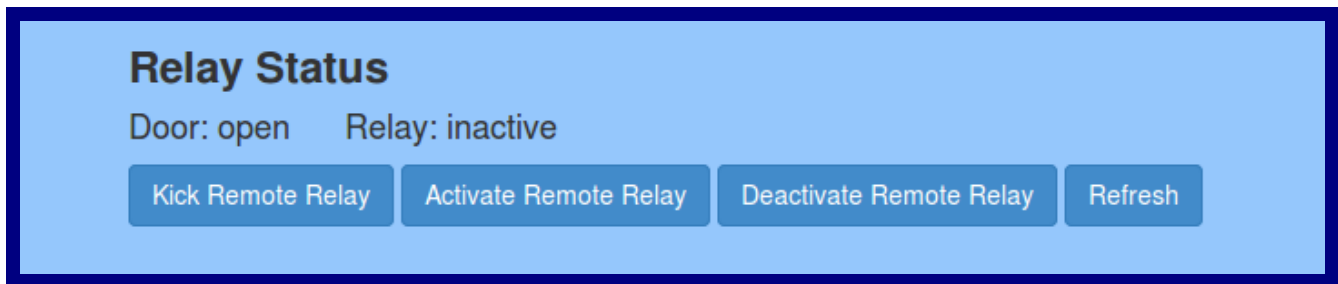 Relay Status
Door: open Relay: inactive
Kick Remote Relay Activate Remote Relay Deactivate Remote Relay Refresh